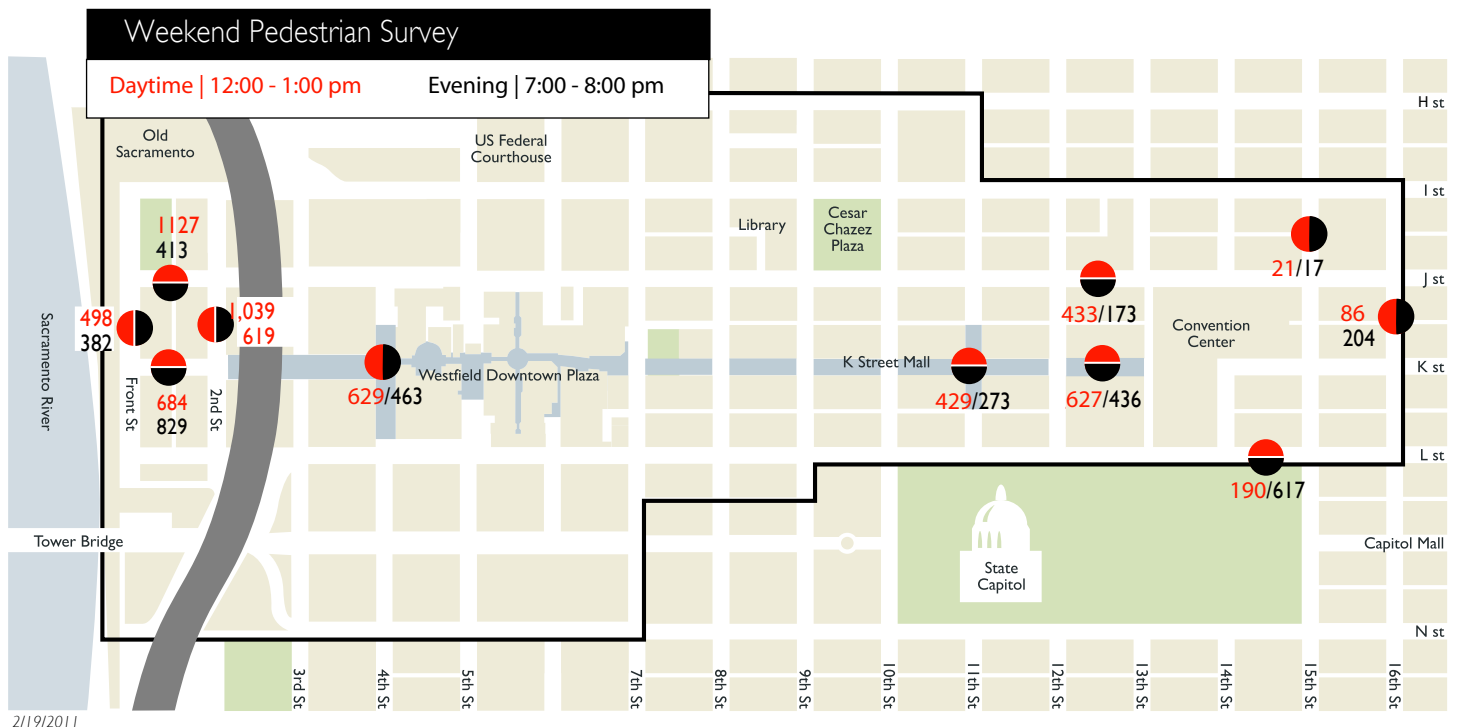 Weekend Pedestrian Survey
Daytime | 12:00 - 1:00 pm
Evening | 7:00 - 8:00 pm
H st
Old
Sacramento
US Federal
Courthouse
I st
1127
413
Library
Cesar
Chazez
Plaza
21/17
J st
498
382
1,039
619
433/173
Convention
Center
86
204
Sacramento River
Front St
684
829
2nd St
Westfield Downtown Plaza
629/463
K Street Mall
429/273
627/436
K st
L st
190/617
Tower Bridge
State
Capitol
Capitol Mall
N st
3rd St
4th St
5th St
7th St
8th St
9th St
10th St
11th St
12th St
13th St
14th St
15th St
16th St
2/19/2011